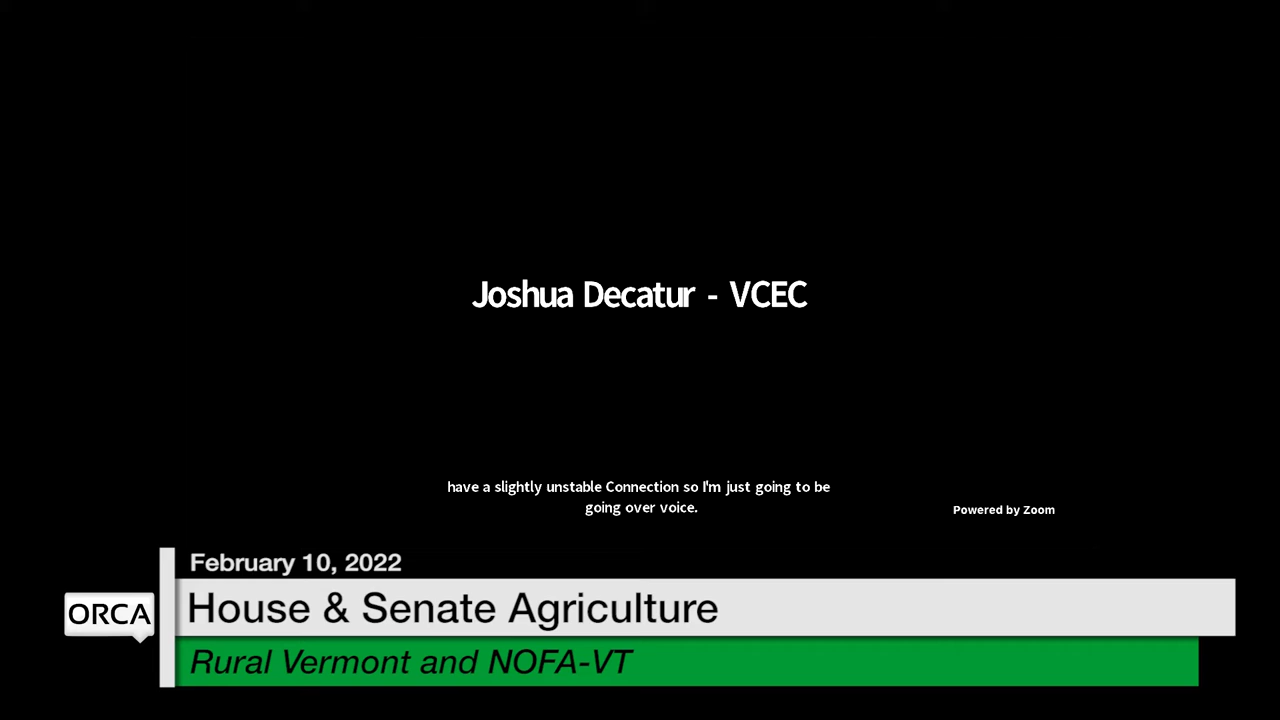 Joshua Decatur - VCEC
have a slightly unstable Connection so I'm just going to be
going over voice.
Powered by Zoom
February 10, 2022
House & Senate Agriculture
ORCA
Rural Vermont and NOFA-VT